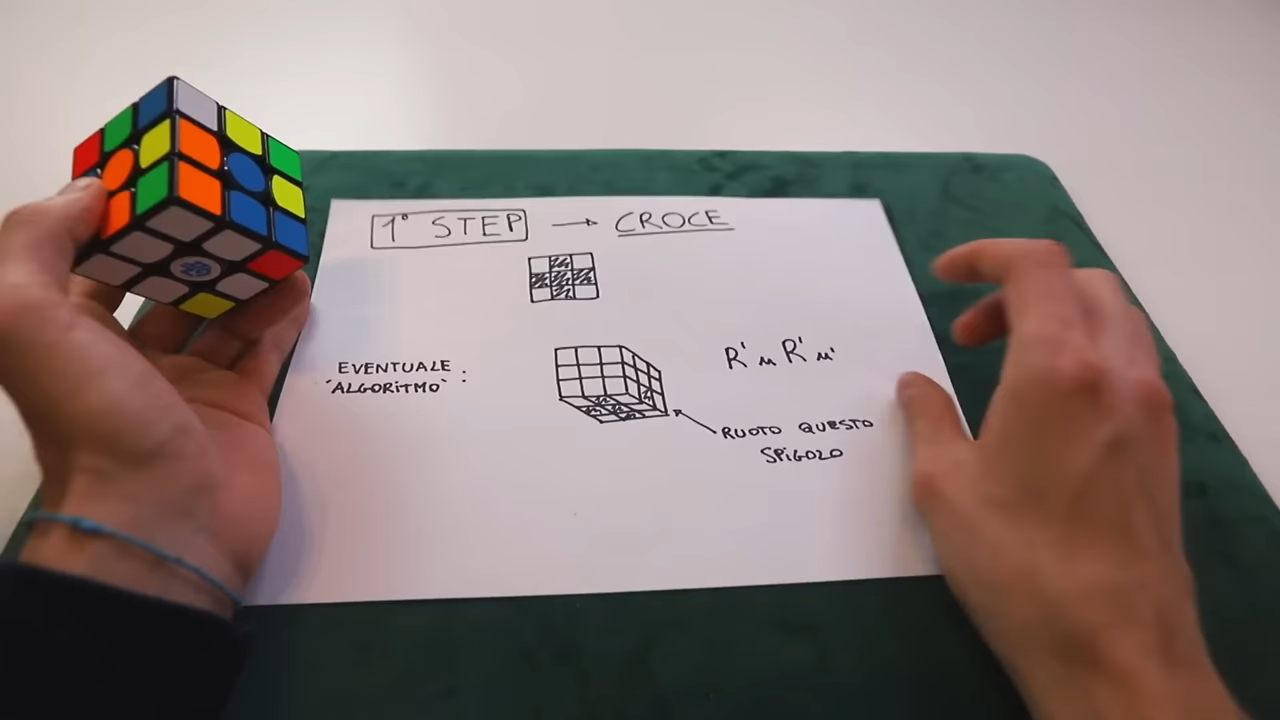 1° STEP → CROCE
EVENTUALE :
"ALGORITMO"
R' u R' u'
RUOTO QUESTO
SPIGOLO